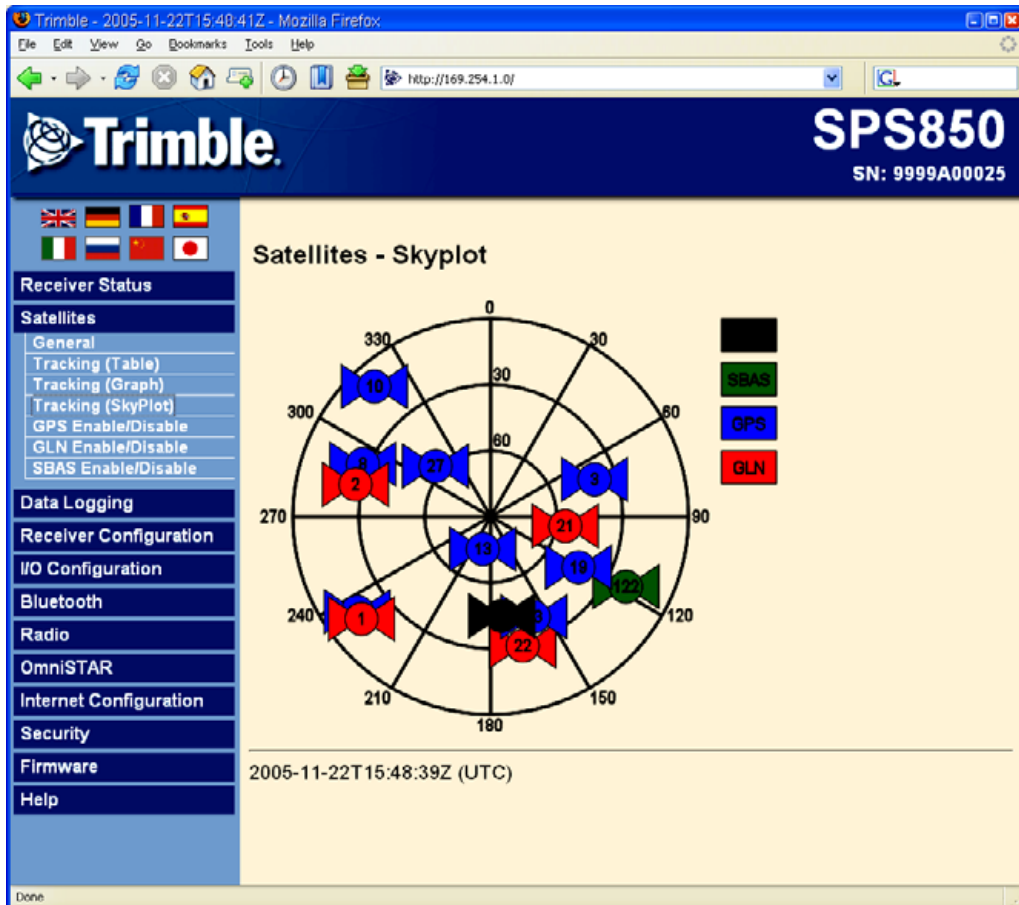 Trimble - 2005-11-22T15:48:41Z - Mozilla Firefox
File Edit View Go Bookmarks Tools Help
http://169.254.1.0/
G
Trimble.
SPS850
SN: 9999A00025
Receiver Status
Satellites
General
Tracking (Table)
Tracking (Graph)
Tracking (SkyPlot)
GPS Enable/Disable
GLN Enable/Disable
SBAS Enable/Disable
Data Logging
Receiver Configuration
I/O Configuration
Bluetooth
Radio
OmniSTAR
Internet Configuration
Security
Firmware
Help
Satellites - Skyplot
0
330
30
10
30
300
60
60
8
27
3
2
270
90
21
13
19
122
240
1
3
120
22
210
150
180
SBAS
GPS
GLN
2005-11-22T15:48:39Z (UTC)
Done